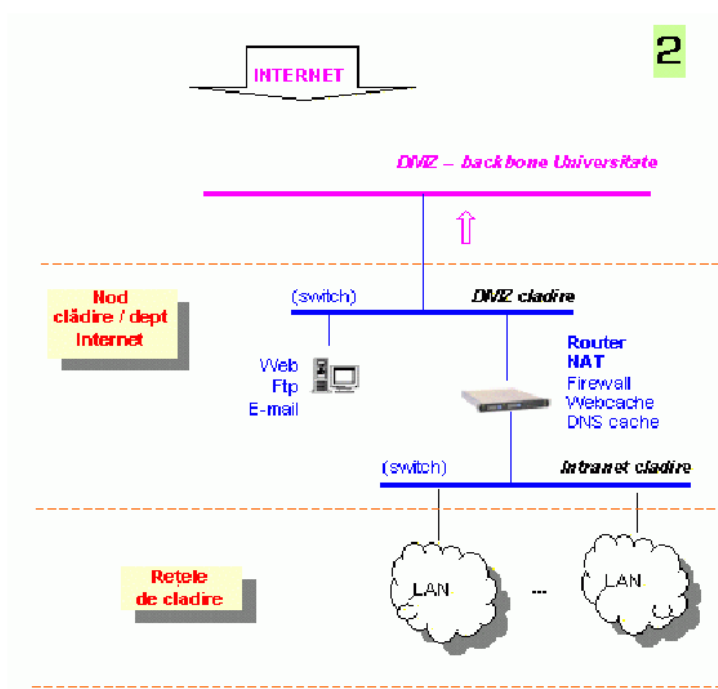 2
INTERNET
DMZ – backbone Universitate
Nod
clădire / dept
Internet
(switch)
DMZ cladire
Web
Ftp
E-mail
Router
NAT
Firewall
Webcache
DNS cache
(switch)
Intranet cladire
Rețele
de cladire
LAN
...
LAN